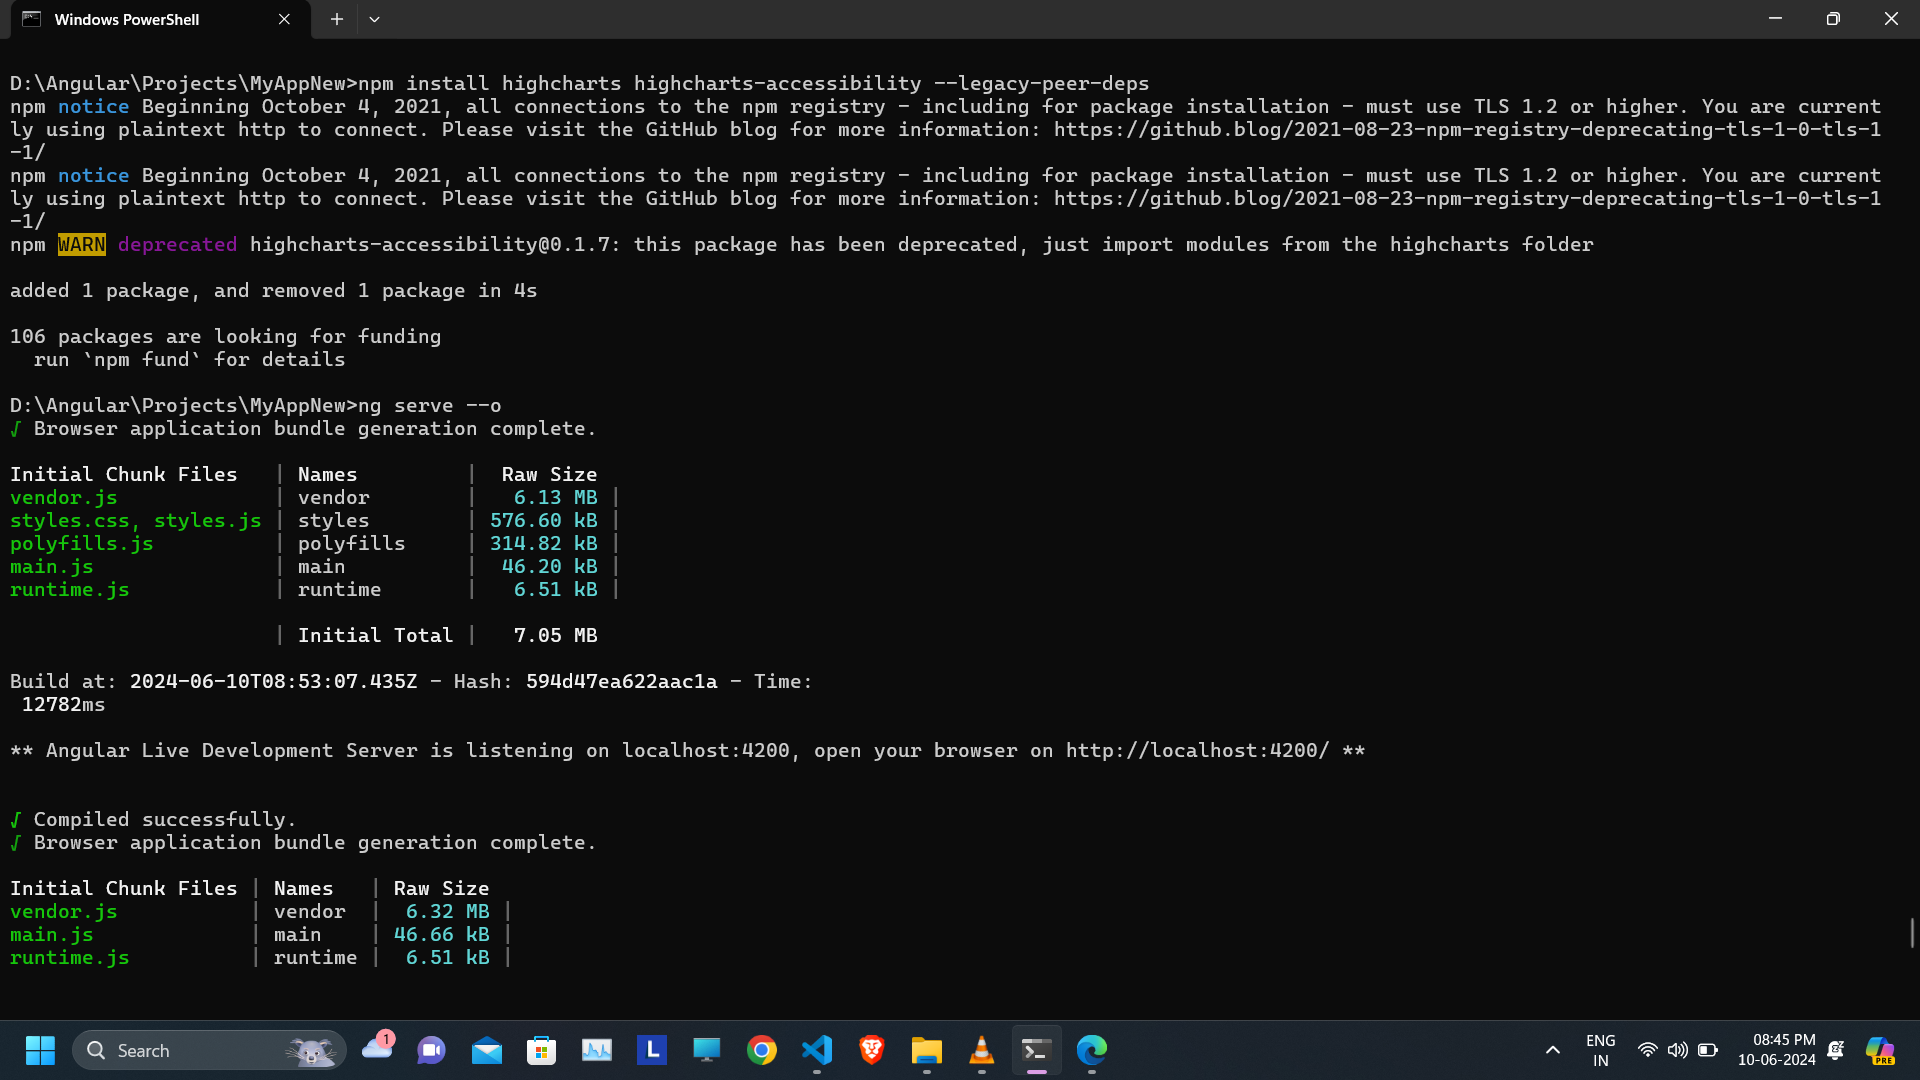 Windows PowerShell
D:\Angular\Projects\MyAppNew>npm install highcharts highcharts-accessibility --legacy-peer-deps
npm notice Beginning October 4, 2021, all connections to the npm registry - including for package installation - must use TLS 1.2 or higher. You are current
ly using plaintext http to connect. Please visit the GitHub blog for more information: https://github.blog/2021-08-23-npm-registry-deprecating-tls-1-0-tls-1
-1/
npm notice Beginning October 4, 2021, all connections to the npm registry - including for package installation - must use TLS 1.2 or higher. You are current
ly using plaintext http to connect. Please visit the GitHub blog for more information: https://github.blog/2021-08-23-npm-registry-deprecating-tls-1-0-tls-1
-1/
npm WARN deprecated highcharts-accessibility@0.1.7: this package has been deprecated, just import modules from the highcharts folder
added 1 package, and removed 1 package in 4s
106 packages are looking for funding
run `npm fund` for details
D:\Angular\Projects\MyAppNew>ng serve --o
√ Browser application bundle generation complete.
Initial Chunk Files | Names | Raw Size
vendor.js | vendor | 6.13 MB |
styles.css, styles.js | styles | 576.60 kB |
polyfills.js | polyfills | 314.82 kB |
main.js | main | 46.20 kB |
runtime.js | runtime | 6.51 kB |
| Initial Total | 7.05 MB
Build at: 2024-06-10T08:53:07.435Z - Hash: 594d47ea622aac1a - Time:
12782ms
** Angular Live Development Server is listening on localhost:4200, open your browser on http://localhost:4200/ **
√ Compiled successfully.
√ Browser application bundle generation complete.
Initial Chunk Files | Names | Raw Size
vendor.js | vendor | 6.32 MB |
main.js | main | 46.66 kB |
runtime.js | runtime | 6.51 kB |
Search
1
L
ENG
IN
08:45 PM
10-06-2024
PRE